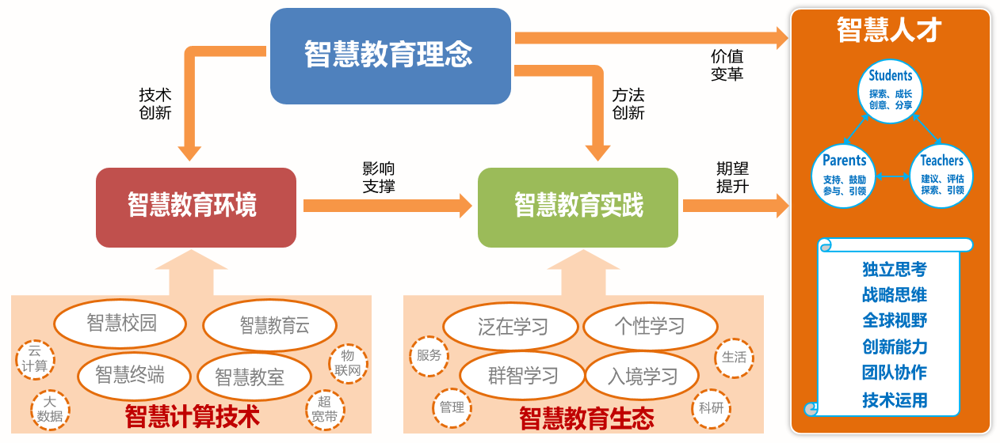 智慧教育理念
技术
创新
价值
变革
方法
创新
智慧教育环境
影响
支撑
智慧教育实践
期望
提升
智慧校园
智慧教育云
智慧终端
智慧教室
云
计算
大
数据
物
联网
超
宽带
智慧计算技术
泛在学习
个性学习
群智学习
入境学习
服务
管理
生活
科研
智慧教育生态
智慧人才
Students
探索、成长
创意、分享
Parents
支持、鼓励
参与、引领
Teachers
建议、评估
探索、引领
独立思考
战略思维
全球视野
创新能力
团队协作
技术运用